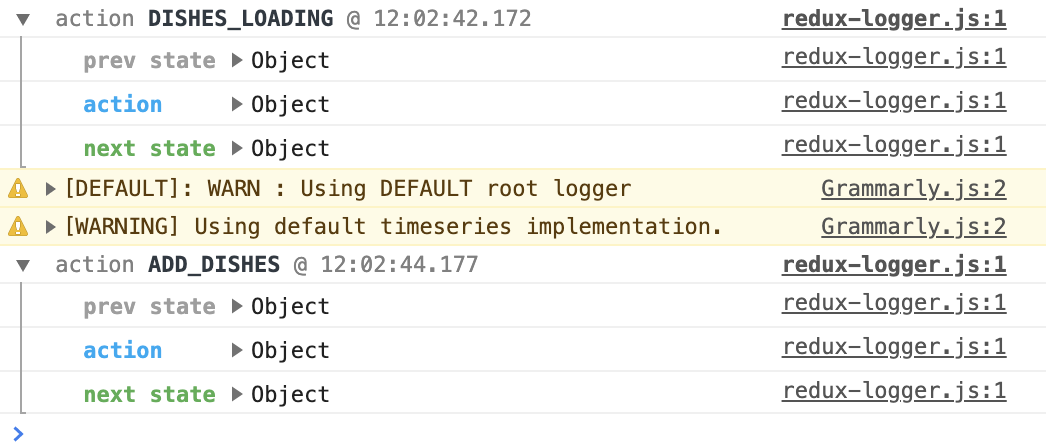 action DISHES_LOADING @ 12:02:42.172 redux-logger.js:1
prev state Object redux-logger.js:1
action Object redux-logger.js:1
next state Object redux-logger.js:1
[DEFAULT]: WARN : Using DEFAULT root logger Grammarly.js:2
[WARNING] Using default timeseries implementation. Grammarly.js:2
action ADD_DISHES @ 12:02:44.177 redux-logger.js:1
prev state Object redux-logger.js:1
action Object redux-logger.js:1
next state Object redux-logger.js:1